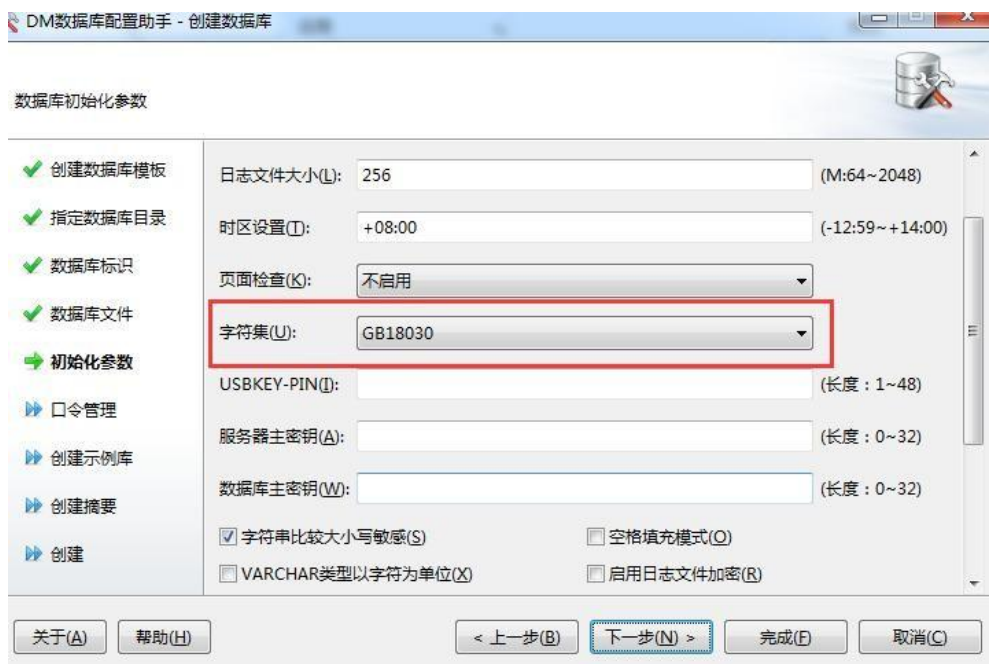 DM数据库配置助手 - 创建数据库
数据库初始化参数
创建数据库模板
指定数据库目录
数据库标识
数据库文件
初始化参数
口令管理
创建示例库
创建摘要
创建
日志文件大小(L): 256 (M:64~2048)
时区设置(T): +08:00 (-12:59~+14:00)
页面检查(K): 不启用
字符集(U): GB18030
USBKEY-PIN(I): (长度：1~48)
服务器主密钥(A): (长度：0~32)
数据库主密钥(W): (长度：0~32)
字符串比较大小写敏感(S) 空格填充模式(O)
VARCHAR类型以字符为单位(X) 启用日志文件加密(R)
关于(A) 帮助(H) < 上一步(B) 下一步(N) > 完成(F) 取消(C)